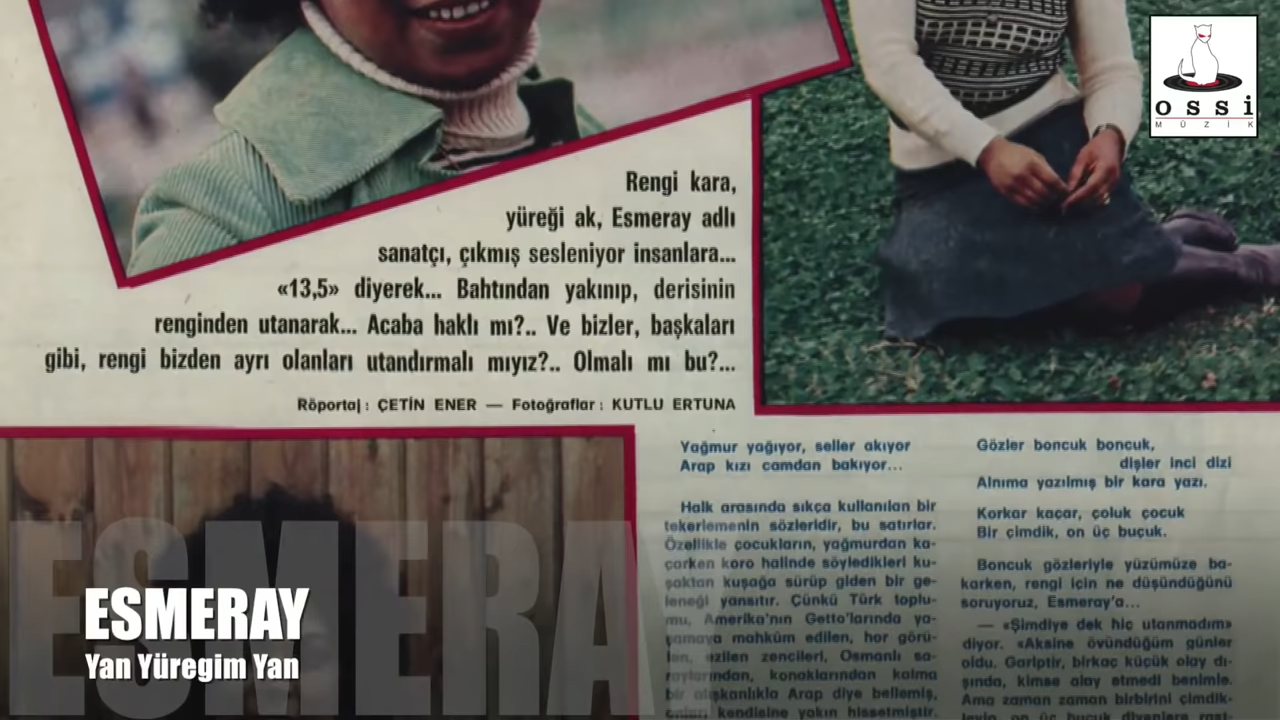 OSSi
MÜZİK
Rengi kara,
yüreği ak, Esmeray adlı
sanatçı, çıkmış sesleniyor insanlara...
«13,5» diyerek... Bahtından yakınıp, derisinin
renginden utanarak... Acaba haklı mı?.. Ve bizler, başkaları
gibi, rengi bizden ayrı olanları utandırmalı mıyız?.. Olmalı mı bu?...
Röportaj : ÇETİN ENER — Fotoğraflar : KUTLU ERTUNA
Yağmur yağıyor, seller akıyor
Arap kızı camdan bakıyor...
Halk arasında sıkça kullanılan bir
tekerlemenin sözleridir, bu satırlar.
Özellikle çocukların, yağmurdan ka-
çarken koro halinde söyledikleri ku-
şaktan kuşağa sürüp giden bir ge-
leneği yansıtır. Çünkü Türk toplu-
mu, Amerika'nın Getto'larında ya-
şamaya mahkûm edilen, hor görü-
len, ezilen zencileri, Osmanlı sa-
raylarından, konaklarından kalma
bir alışkanlıkla Arap diye bellemiş,
onları kendisine yakın hissetmiştir.
Gözler boncuk boncuk,
dişler inci dizi
Alnıma yazılmış bir kara yazı.
Korkar kaçar, çoluk çocuk
Bir çimdik, on üç buçuk.
Boncuk gözleriyle yüzümüze ba-
karken, rengi için ne düşündüğünü
soruyoruz, Esmeray'a...
— «Şimdiye dek hiç utanmadım»
diyor. «Aksine övündüğüm günler
oldu. Gariptir, birkaç küçük olay dı-
şında, kimse alay etmedi benimle.
Ama zaman zaman birbirini çimdik-
ESMERAY
ESMERAY
Yan Yüregim Yan